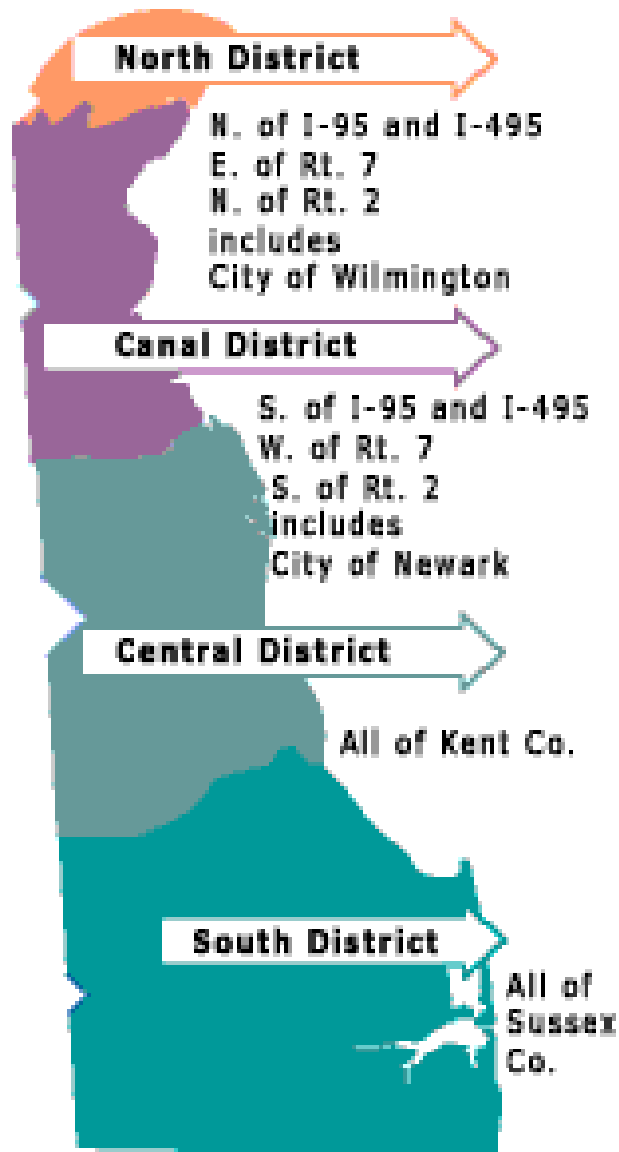 North District
N. of I-95 and I-495
E. of Rt. 7
N. of Rt. 2
includes
City of Wilmington
Canal District
S. of I-95 and I-495
W. of Rt. 7
S. of Rt. 2
includes
City of Newark
Central District
All of Kent Co.
South District
All of
Sussex
Co.